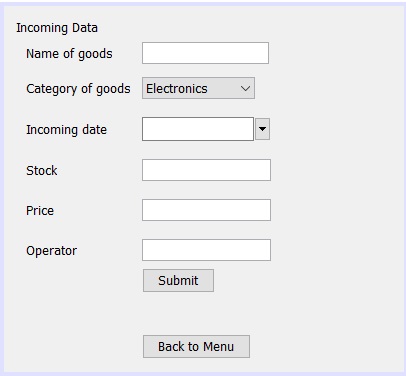 Incoming Data
Name of goods
Category of goods Electronics
Incoming date
Stock
Price
Operator
Submit
Back to Menu